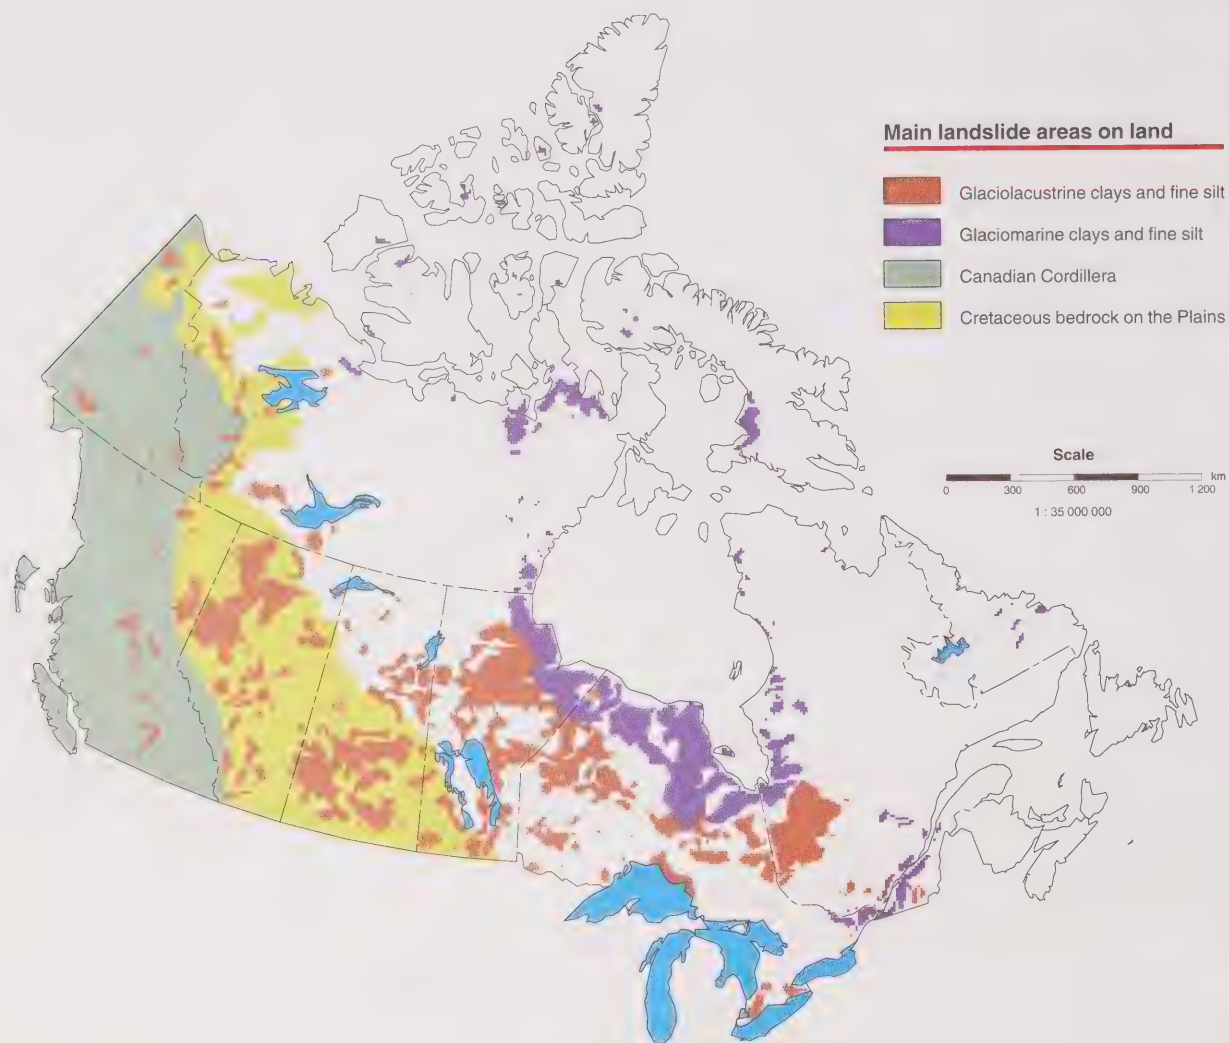 Main landslide areas on land
Glaciolacustrine clays and fine silt
Glaciomarine clays and fine silt
Canadian Cordillera
Cretaceous bedrock on the Plains
Scale
km
0 300 600 900 1 200
1 : 35 000 000